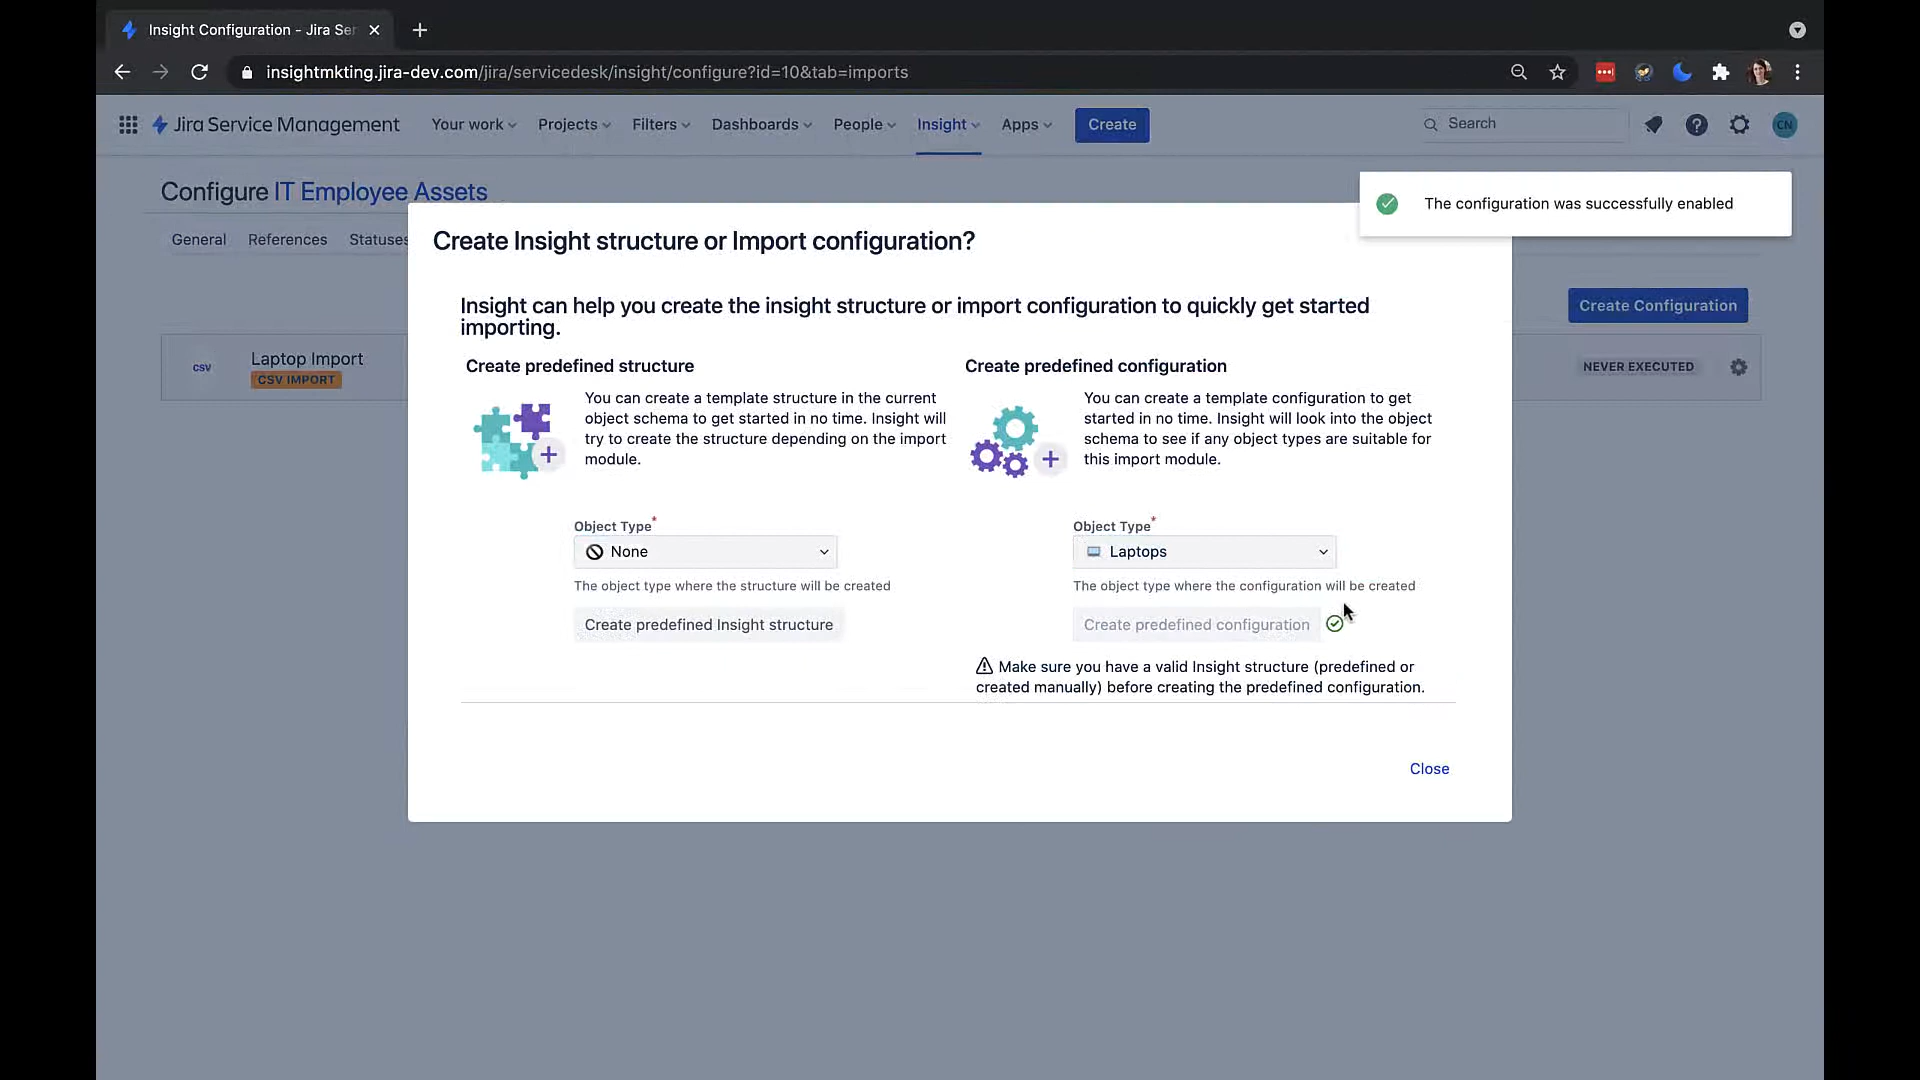 Insight Configuration - Jira Ser
insightmkting.jira-dev.com/jira/servicedesk/insight/configure?id=10&tab=imports
Jira Service Management
Your work
Projects
Filters
Dashboards
People
Insight
Apps
Create
Search
CN
Configure IT Employee Assets
The configuration was successfully enabled
General
References
Statuses
Create Insight structure or Import configuration?
Create Configuration
Insight can help you create the insight structure or import configuration to quickly get started
importing.
CSV
Laptop Import
CSV IMPORT
NEVER EXECUTED
Create predefined structure
You can create a template structure in the current
object schema to get started in no time. Insight will
try to create the structure depending on the import
module.
Object Type*
None
The object type where the structure will be created
Create predefined Insight structure
Create predefined configuration
You can create a template configuration to get
started in no time. Insight will look into the object
schema to see if any object types are suitable for
this import module.
Object Type*
Laptops
The object type where the configuration will be created
Create predefined configuration
Make sure you have a valid Insight structure (predefined or
created manually) before creating the predefined configuration.
Close